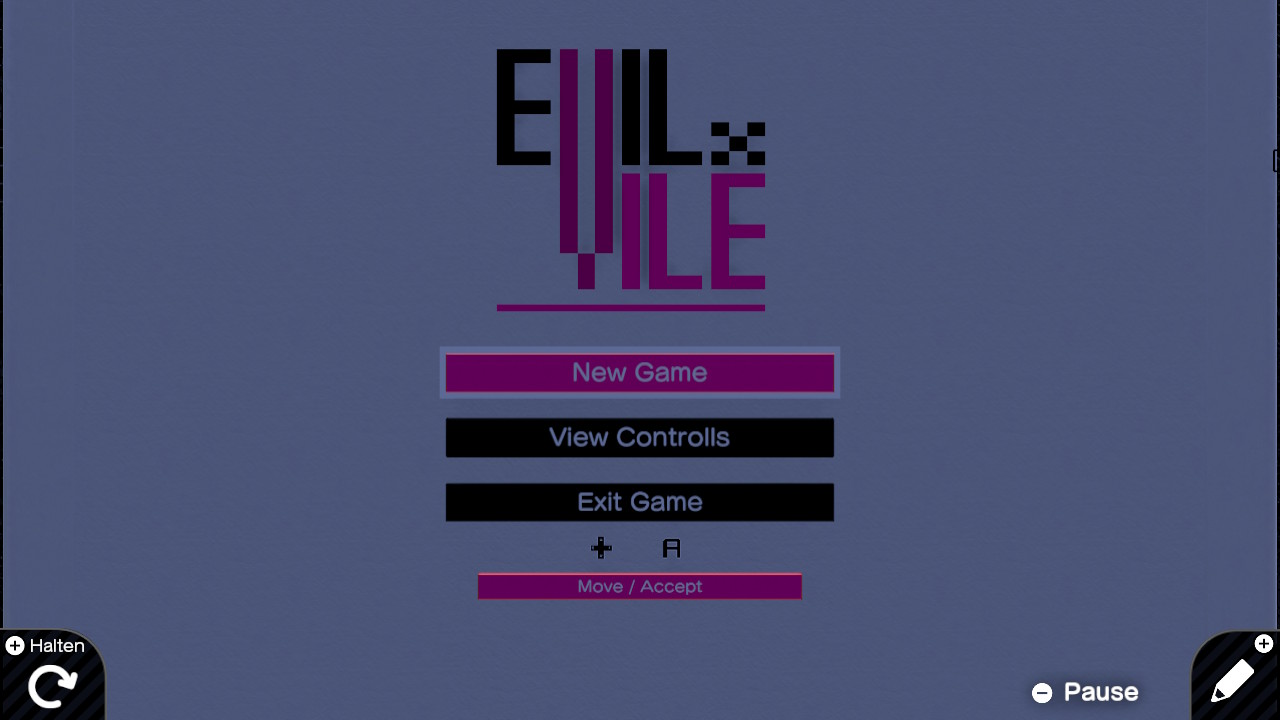 EVIL x
VILE
New Game
View Controlls
Exit Game
A
Move / Accept
Halten
Pause